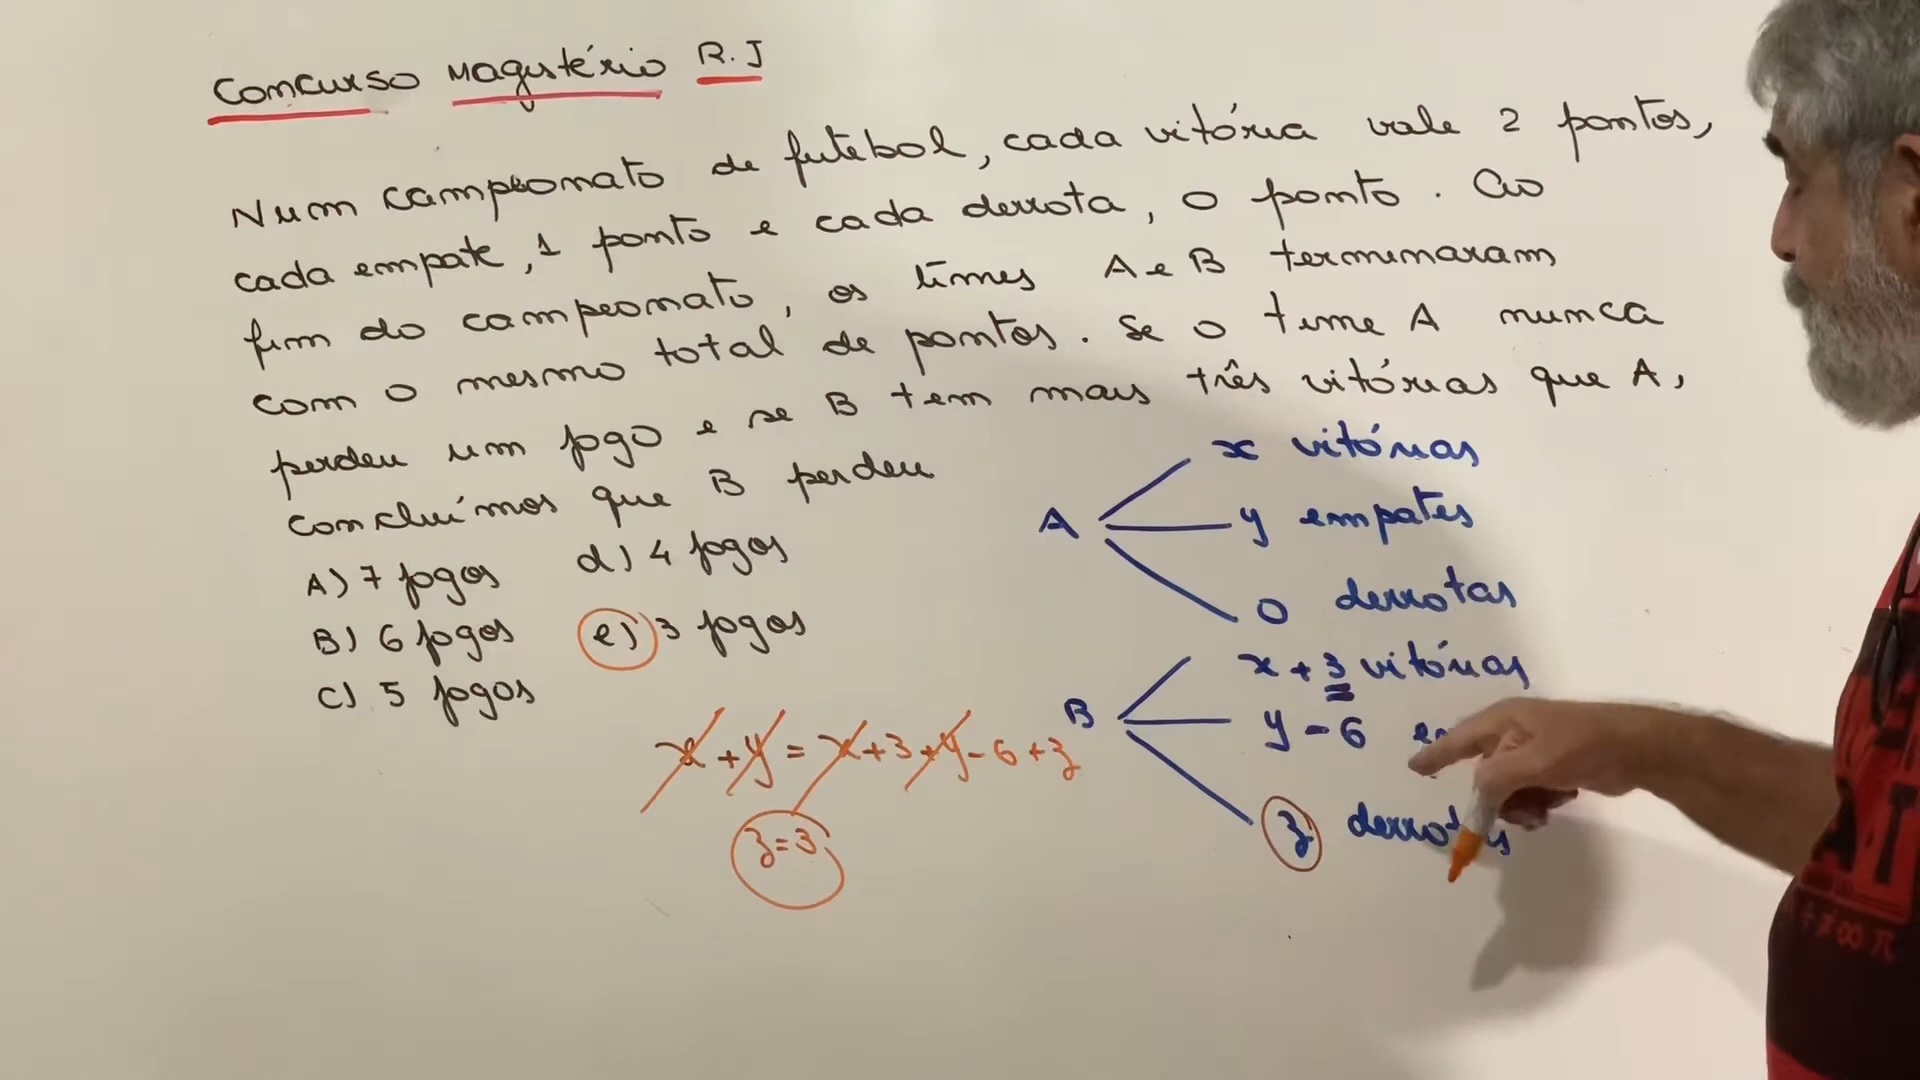 Concurso Magistério R.J
Num campeonato de futebol, cada vitória vale 2 pontos,
cada empate, 1 ponto e cada derrota, 0 ponto. Ao
fim do campeonato, os times A e B terminaram
com o mesmo total de pontos. Se o time A nunca
perdeu um jogo e se B tem mais três vitórias que A,
concluímos que B perdeu
A) 7 jogos d) 4 jogos
B) 6 jogos e) 3 jogos
C) 5 jogos
A
x vitórias
y empates
0 derrotas
B
x + 3 vitórias
y - 6
z derrotas
x + y = x + 3 + y - 6 + z
z = 3
+ ≠ ∞ π